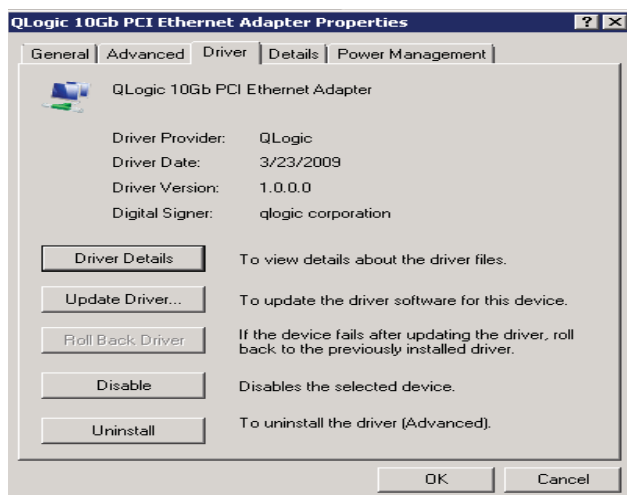 QLogic 10Gb PCI Ethernet Adapter Properties
General Advanced Driver Details Power Management
QLogic 10Gb PCI Ethernet Adapter
Driver Provider: QLogic
Driver Date: 3/23/2009
Driver Version: 1.0.0.0
Digital Signer: qlogic corporation
Driver Details To view details about the driver files.
Update Driver... To update the driver software for this device.
Roll Back Driver If the device fails after updating the driver, roll
back to the previously installed driver.
Disable Disables the selected device.
Uninstall To uninstall the driver (Advanced).
OK Cancel